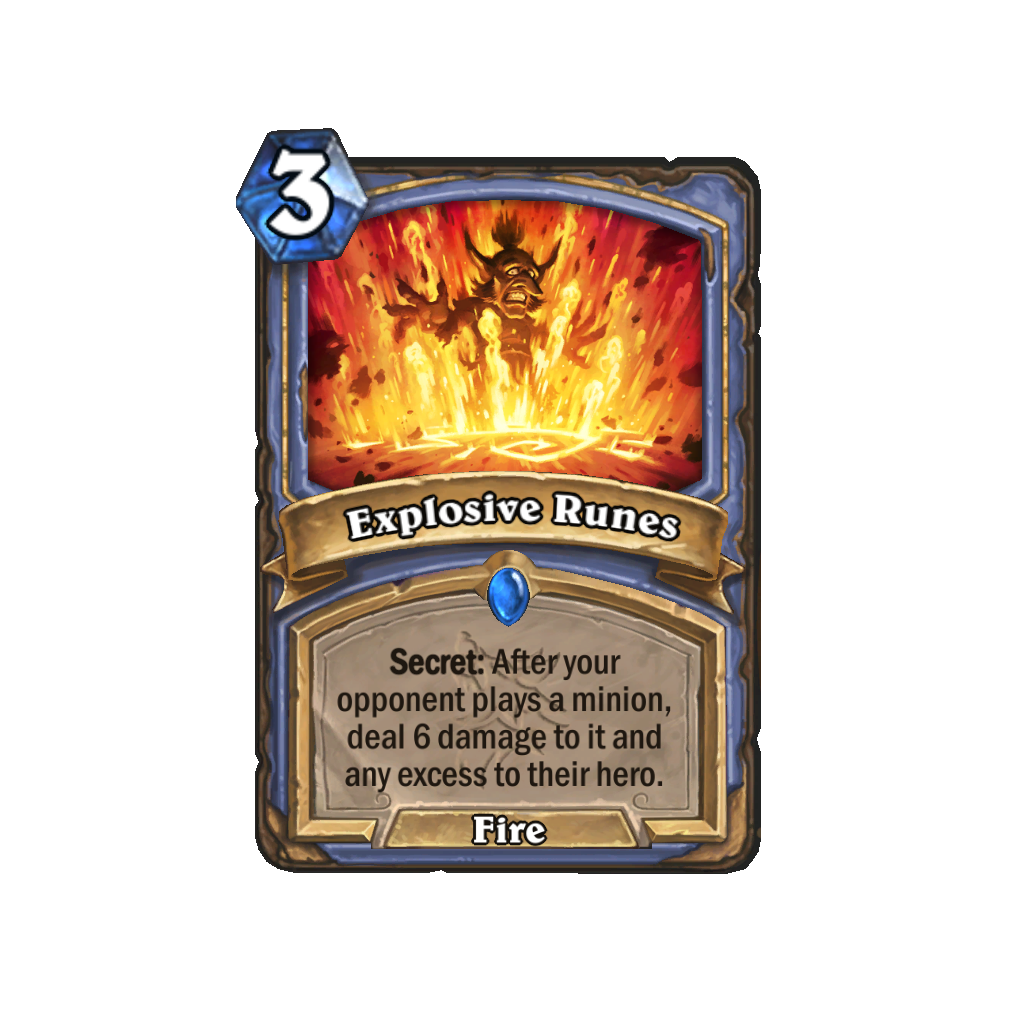 3
Explosive Runes
Secret: After your
opponent plays a minion,
deal 6 damage to it and
any excess to their hero.
Fire